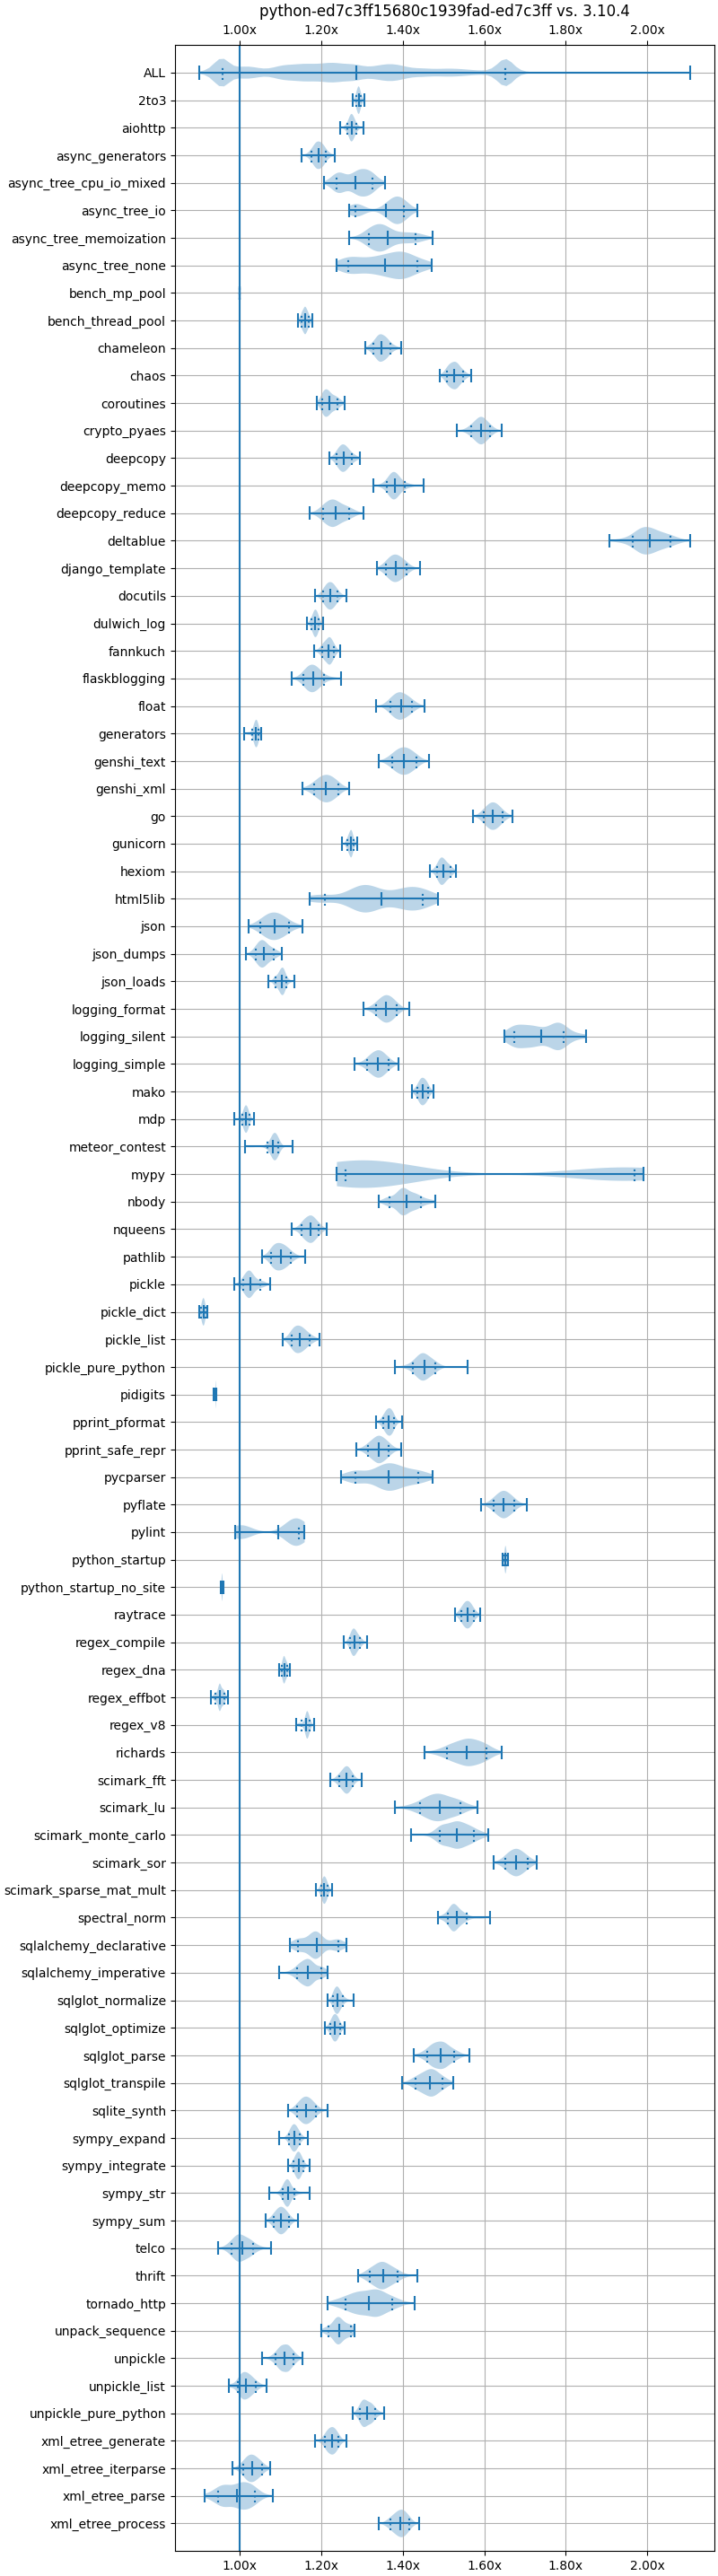 python-ed7c3ff15680c1939fad-ed7c3ff vs. 3.10.4
1.00x 1.20x 1.40x 1.60x 1.80x 2.00x
ALL
2to3
aiohttp
async_generators
async_tree_cpu_io_mixed
async_tree_io
async_tree_memoization
async_tree_none
bench_mp_pool
bench_thread_pool
chameleon
chaos
coroutines
crypto_pyaes
deepcopy
deepcopy_memo
deepcopy_reduce
deltablue
django_template
docutils
dulwich_log
fannkuch
flaskblogging
float
generators
genshi_text
genshi_xml
go
gunicorn
hexiom
html5lib
json
json_dumps
json_loads
logging_format
logging_silent
logging_simple
mako
mdp
meteor_contest
mypy
nbody
nqueens
pathlib
pickle
pickle_dict
pickle_list
pickle_pure_python
pidigits
pprint_pformat
pprint_safe_repr
pycparser
pyflate
pylint
python_startup
python_startup_no_site
raytrace
regex_compile
regex_dna
regex_effbot
regex_v8
richards
scimark_fft
scimark_lu
scimark_monte_carlo
scimark_sor
scimark_sparse_mat_mult
spectral_norm
sqlalchemy_declarative
sqlalchemy_imperative
sqlglot_normalize
sqlglot_optimize
sqlglot_parse
sqlglot_transpile
sqlite_synth
sympy_expand
sympy_integrate
sympy_str
sympy_sum
telco
thrift
tornado_http
unpack_sequence
unpickle
unpickle_list
unpickle_pure_python
xml_etree_generate
xml_etree_iterparse
xml_etree_parse
xml_etree_process
1.00x 1.20x 1.40x 1.60x 1.80x 2.00x